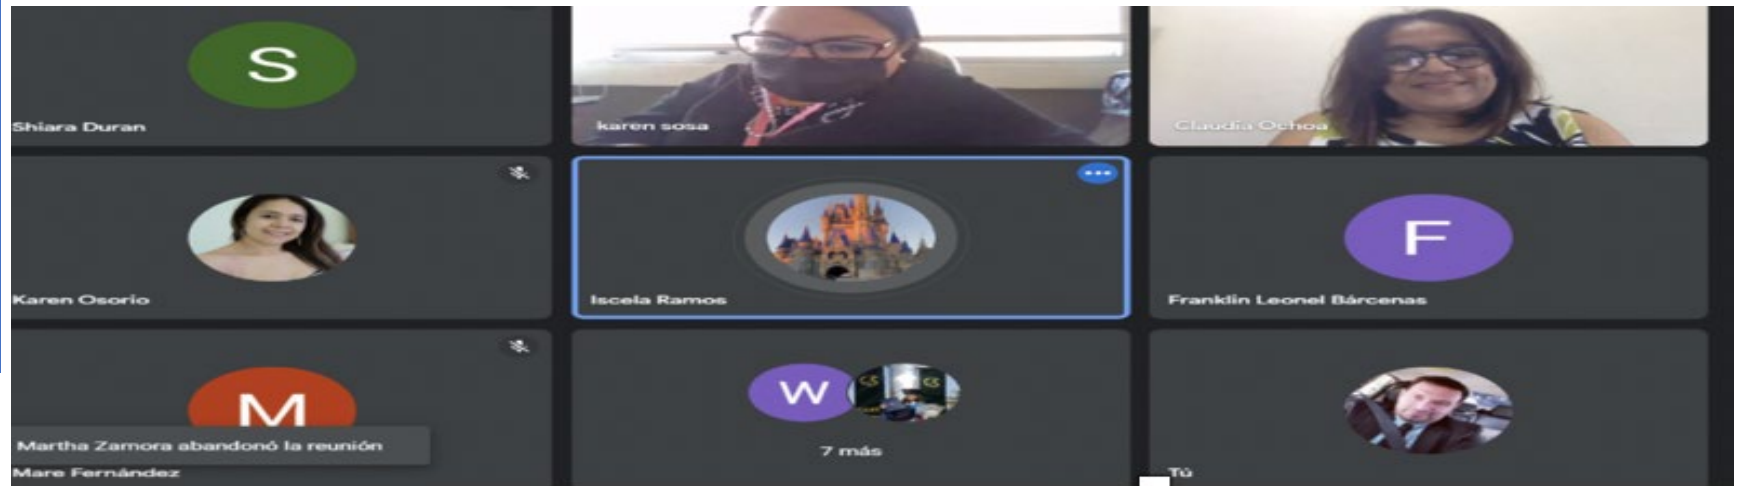 S
Shiara Duran
karen sosa
Claudia Ochoa
Karen Osorio
Iscela Ramos
F
Franklin Leonel Bárcenas
M
Martha Zamora abandonó la reunión
Mare Fernández
W
7 más
Tú